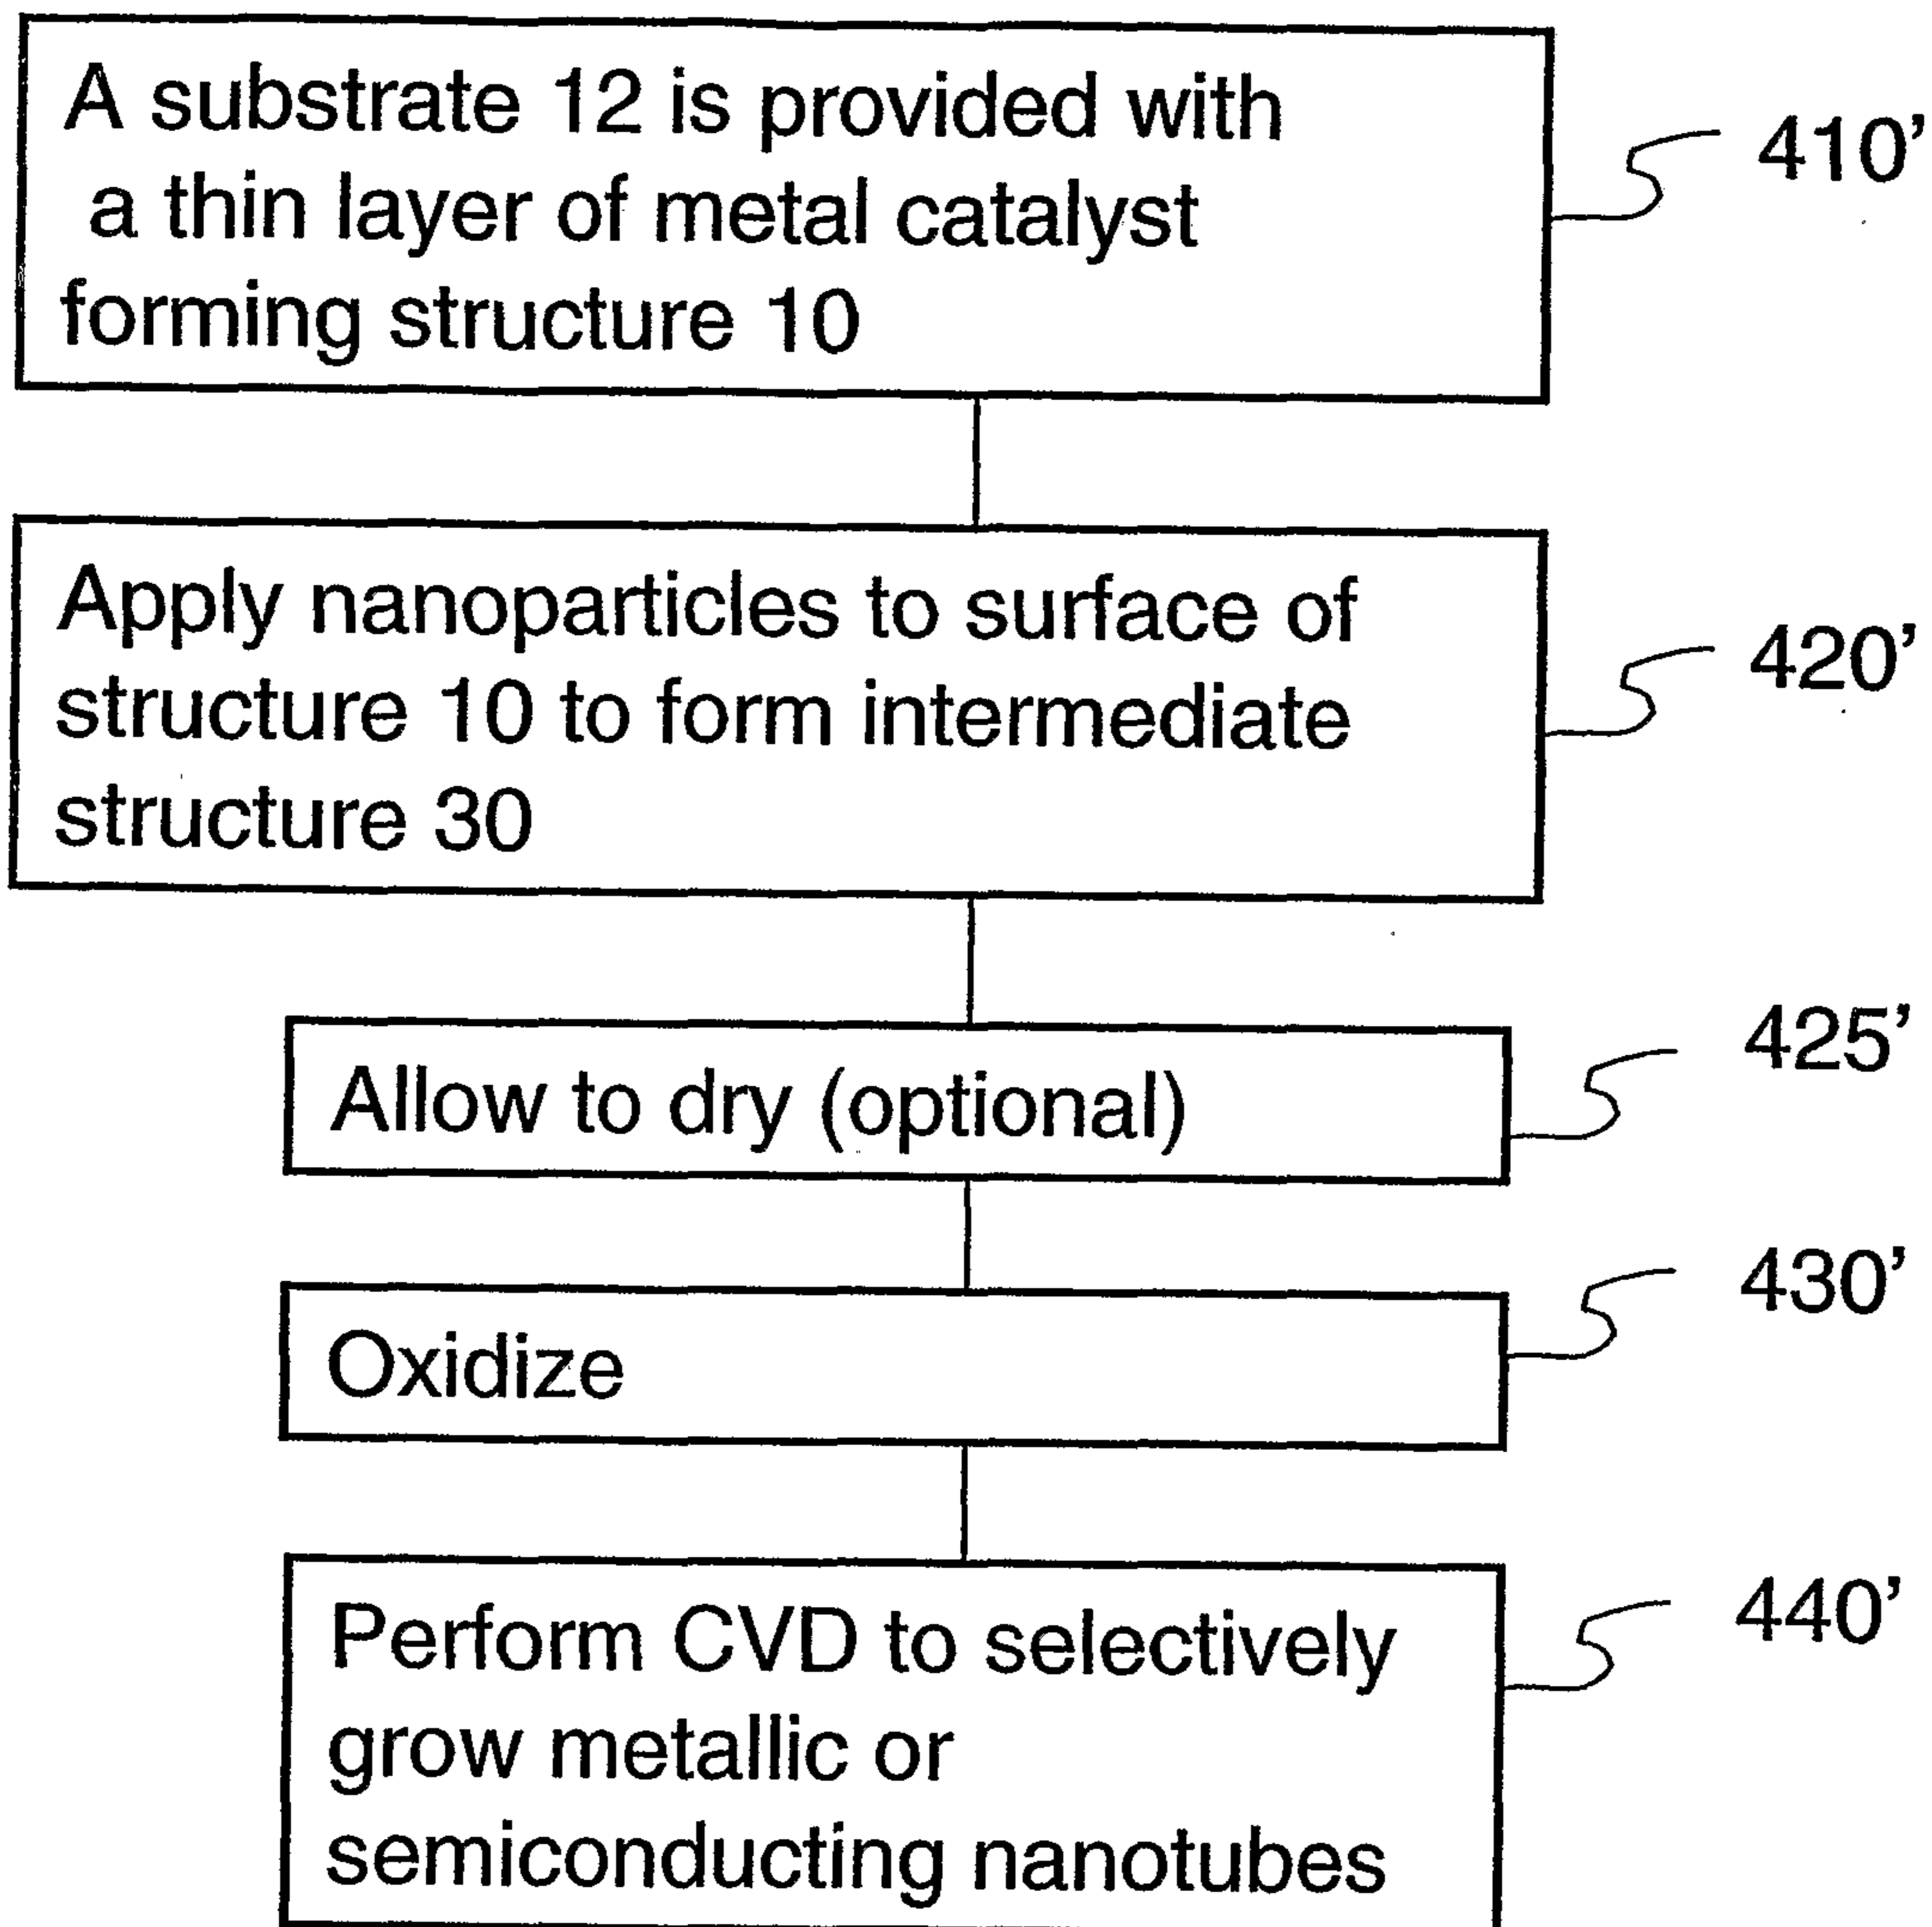 A substrate 12 is provided with
a thin layer of metal catalyst
forming structure 10
410'
Apply nanoparticles to surface of
structure 10 to form intermediate
structure 30
420'
Allow to dry (optional)
425'
Oxidize
430'
Perform CVD to selectively
grow metallic or
semiconducting nanotubes
440'